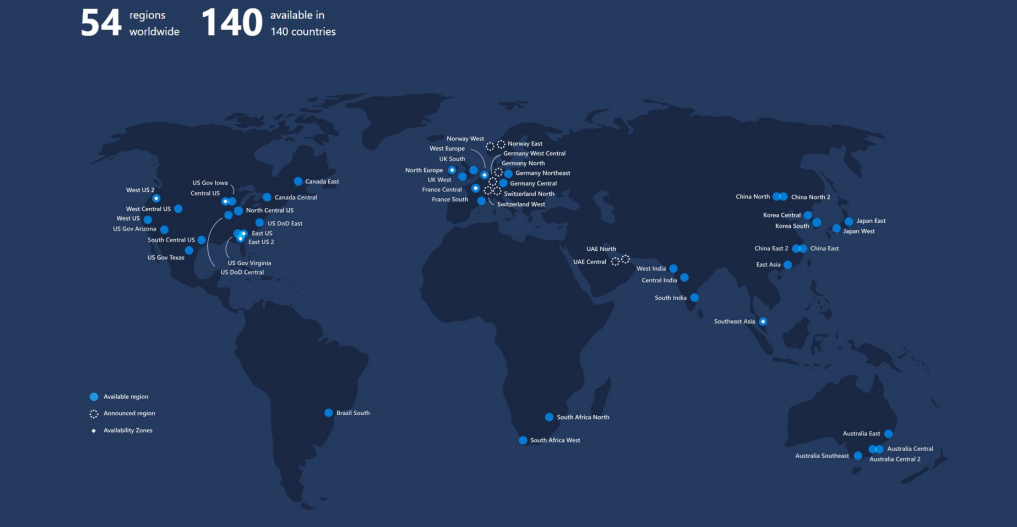 54 regions worldwide
140 available in 140 countries
Norway West
Norway East
West Europe
Germany West Central
UK South
Germany North
North Europe
Germany Northeast
UK West
Germany Central
France Central
Switzerland North
France South
Switzerland West
US Gov Iowa
Canada East
West US 2
Central US
Canada Central
West Central US
North Central US
West US
US DoD East
US Gov Arizona
East US
South Central US
East US 2
US Gov Texas
US Gov Virginia
US DoD Central
China North
China North 2
Korea Central
Japan East
Korea South
Japan West
UAE North
China East 2
China East
UAE Central
East Asia
West India
Central India
South India
Southeast Asia
Available region
Announced region
Availability Zones
Brazil South
South Africa North
South Africa West
Australia East
Australia Central
Australia Southeast
Australia Central 2